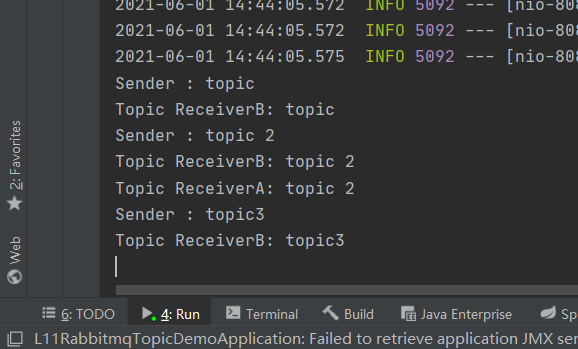 2021-06-01 14:44:05.572 INFO 5092 --- [nio-808
2021-06-01 14:44:05.572 INFO 5092 --- [nio-808
2021-06-01 14:44:05.575 INFO 5092 --- [nio-808
Sender : topic
Topic ReceiverB: topic
Sender : topic 2
Topic ReceiverB: topic 2
Topic ReceiverA: topic 2
Sender : topic3
Topic ReceiverB: topic3
2: Favorites
Web
6: TODO 4: Run Terminal Build Java Enterprise Sp
L11RabbitmqTopicDemoApplication: Failed to retrieve application JMX ser